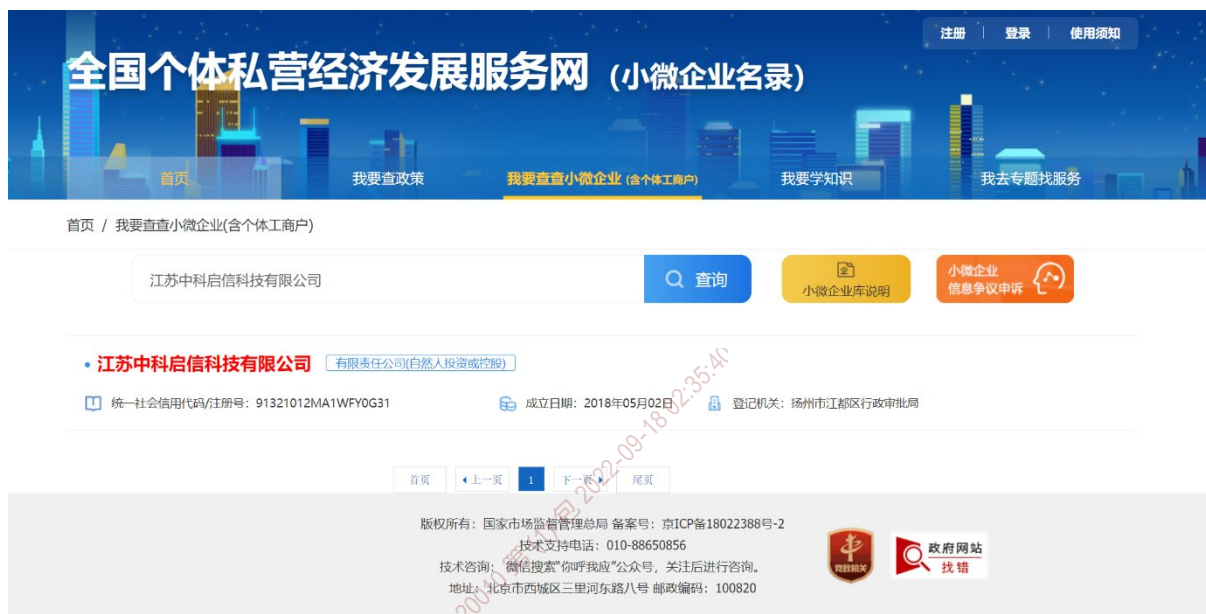 注册 登录 使用须知
全国个体私营经济发展服务网 (小微企业名录)
首页 我要查政策 我要查查小微企业 (含个体工商户) 我要学知识 我去专题找服务
首页 / 我要查查小微企业(含个体工商户)
江苏中科启信科技有限公司 查询 小微企业库说明 小微企业
信息争议申诉
• 江苏中科启信科技有限公司 有限责任公司(自然人投资或控股)
统一社会信用代码/注册号: 91321012MA1WFY0G31 成立日期: 2018年05月02日 登记机关: 扬州市江都区行政审批局
首页 上一页 1 下一页 尾页
版权所有: 国家市场监督管理总局 备案号: 京ICP备18022388号-2
技术支持电话: 010-88650856
技术咨询: 微信搜索“你呼我应”公众号, 关注后进行咨询。
地址: 北京市西城区三里河东路八号 邮政编码: 100820
党政机关
政府网站
找错
20010 第(1)包 2022-09-18 02:35:40